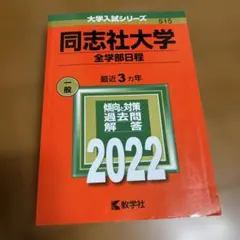 大学入試シリーズ
515
同志社大学
全学部日程
一般
最近3ヵ年
傾向と対策
過去問
解答
2022
教学社